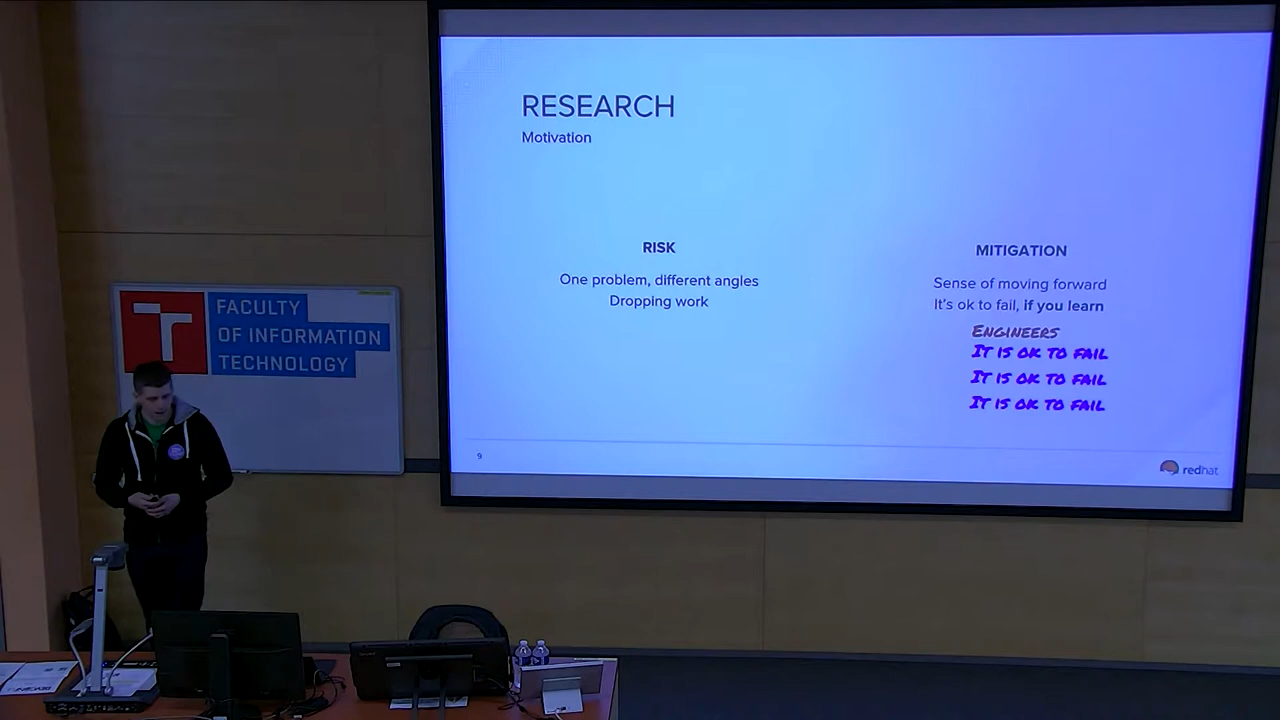 RESEARCH
Motivation
RISK
One problem, different angles
Dropping work
MITIGATION
Sense of moving forward
It's ok to fail, if you learn
ENGINEERS
IT IS OK TO FAIL
IT IS OK TO FAIL
IT IS OK TO FAIL
9
redhat
FACULTY
OF INFORMATION
TECHNOLOGY